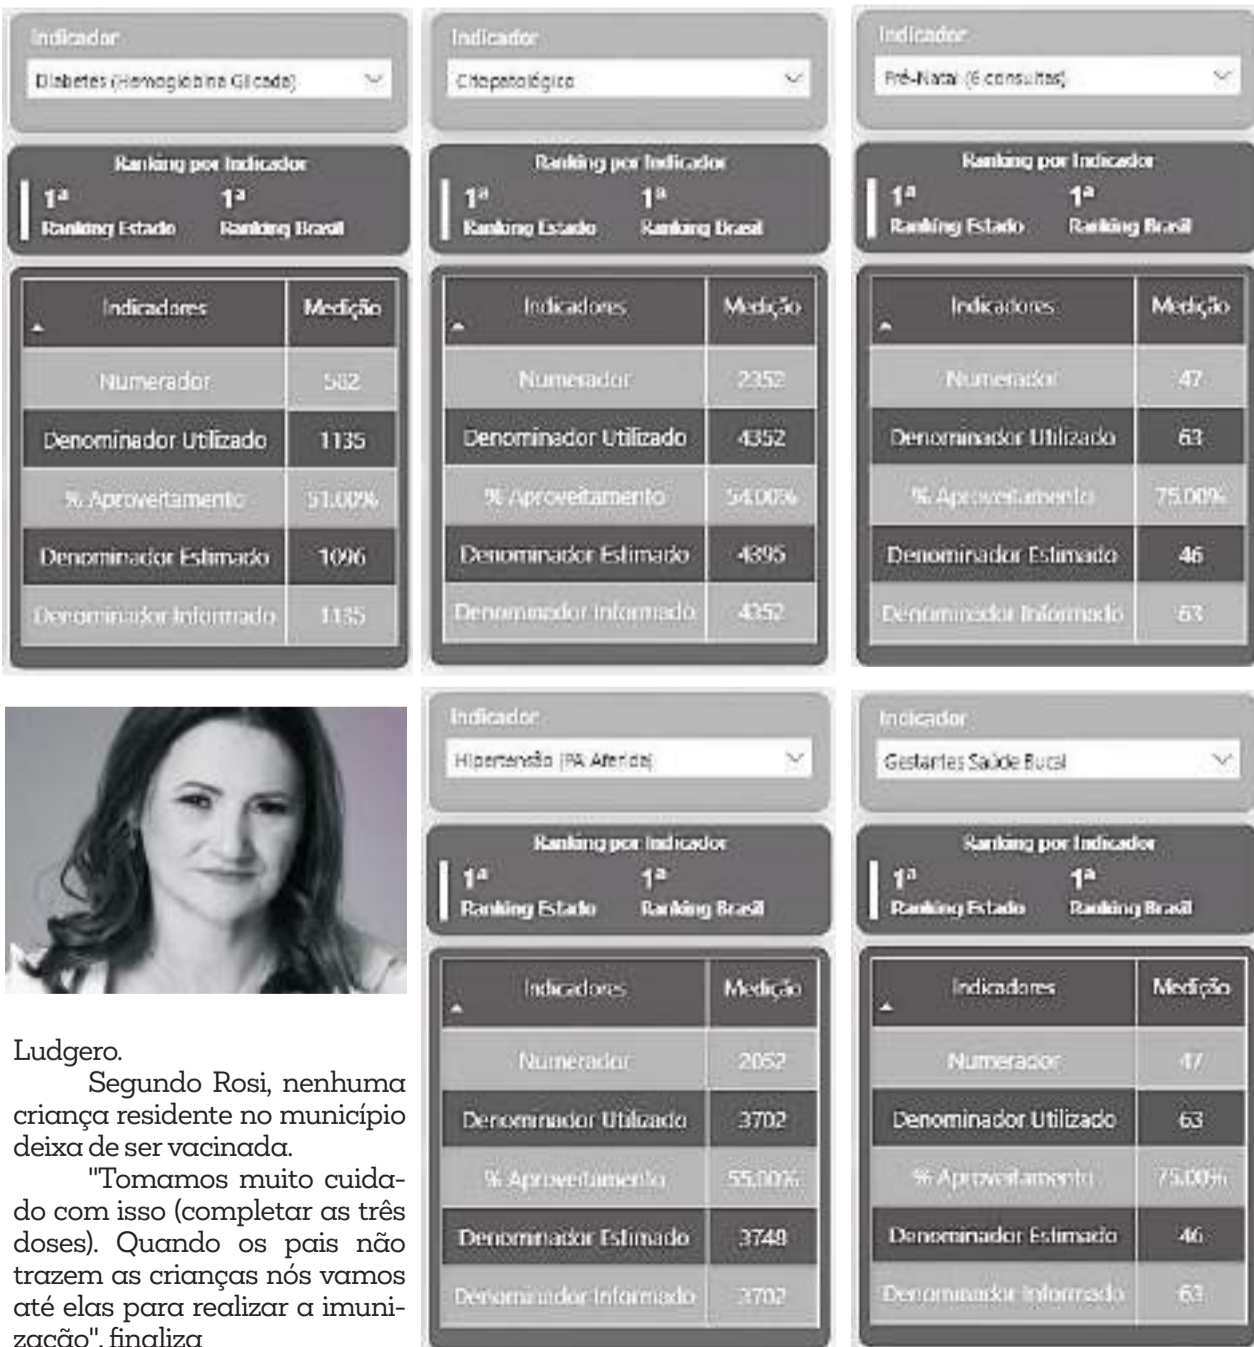 Indicador
Diabetes (Hemoglobina Glicada)
Ranking por Indicador
1ª 1ª
Ranking Estado Ranking Brasil
Indicadores Medição
Numerador 582
Denominador Utilizado 1135
% Aproveitamento 51.00%
Denominador Estimado 1096
Denominador Informado 1135
Indicador
Citopatológico
Ranking por Indicador
1ª 1ª
Ranking Estado Ranking Brasil
Indicadores Medição
Numerador 2352
Denominador Utilizado 4352
% Aproveitamento 54.00%
Denominador Estimado 4395
Denominador Informado 4352
Indicador
Pré-Natal (6 consultas)
Ranking por Indicador
1ª 1ª
Ranking Estado Ranking Brasil
Indicadores Medição
Numerador 47
Denominador Utilizado 63
% Aproveitamento 75.00%
Denominador Estimado 46
Denominador Informado 63
Ludgero.
Segundo Rosi, nenhuma
criança residente no município
deixa de ser vacinada.
"Tomamos muito cuida-
do com isso (completar as três
doses). Quando os pais não
trazem as crianças nós vamos
até elas para realizar a imuni-
zação", finaliza
Indicador
Hipertensão (PA Aferida)
Ranking por Indicador
1ª 1ª
Ranking Estado Ranking Brasil
Indicadores Medição
Numerador 2052
Denominador Utilizado 3702
% Aproveitamento 55.00%
Denominador Estimado 3748
Denominador Informado 3702
Indicador
Gestantes Saúde Bucal
Ranking por Indicador
1ª 1ª
Ranking Estado Ranking Brasil
Indicadores Medição
Numerador 47
Denominador Utilizado 63
% Aproveitamento 75.00%
Denominador Estimado 46
Denominador Informado 63